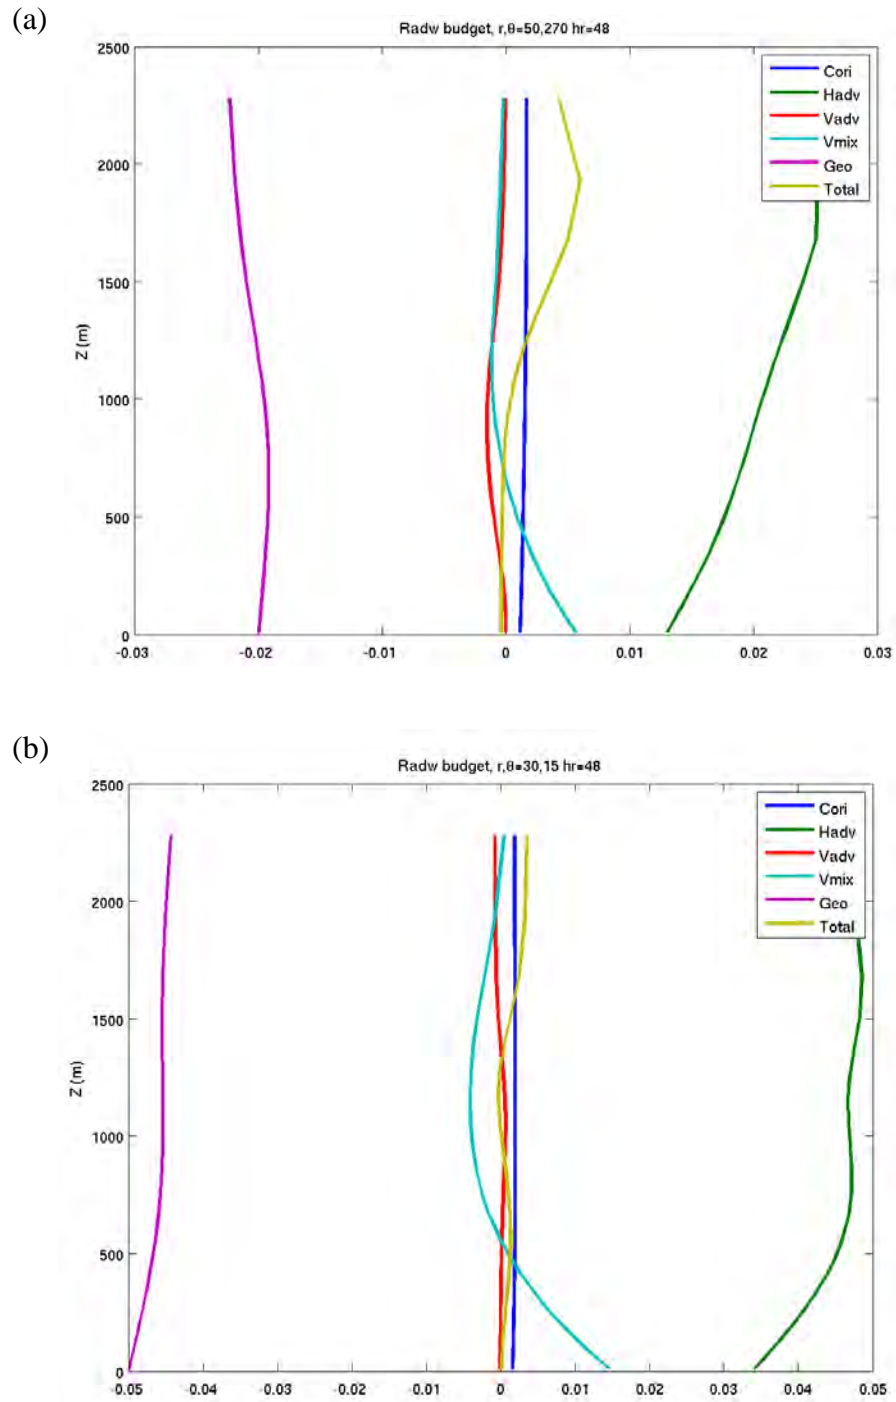 (a)
Radw budget, r,θ=50,270 hr=48
2500
2000
1500
1000
500
0
Z (m)
Cori
Hadv
Vadv
Vmix
Geo
Total
-0.03 -0.02 -0.01 0 0.01 0.02 0.03
(b)
Radw budget, r,θ=30,15 hr=48
2500
2000
1500
1000
500
0
Z (m)
Cori
Hadv
Vadv
Vmix
Geo
Total
-0.05 -0.04 -0.03 -0.02 -0.01 0 0.01 0.02 0.03 0.04 0.05